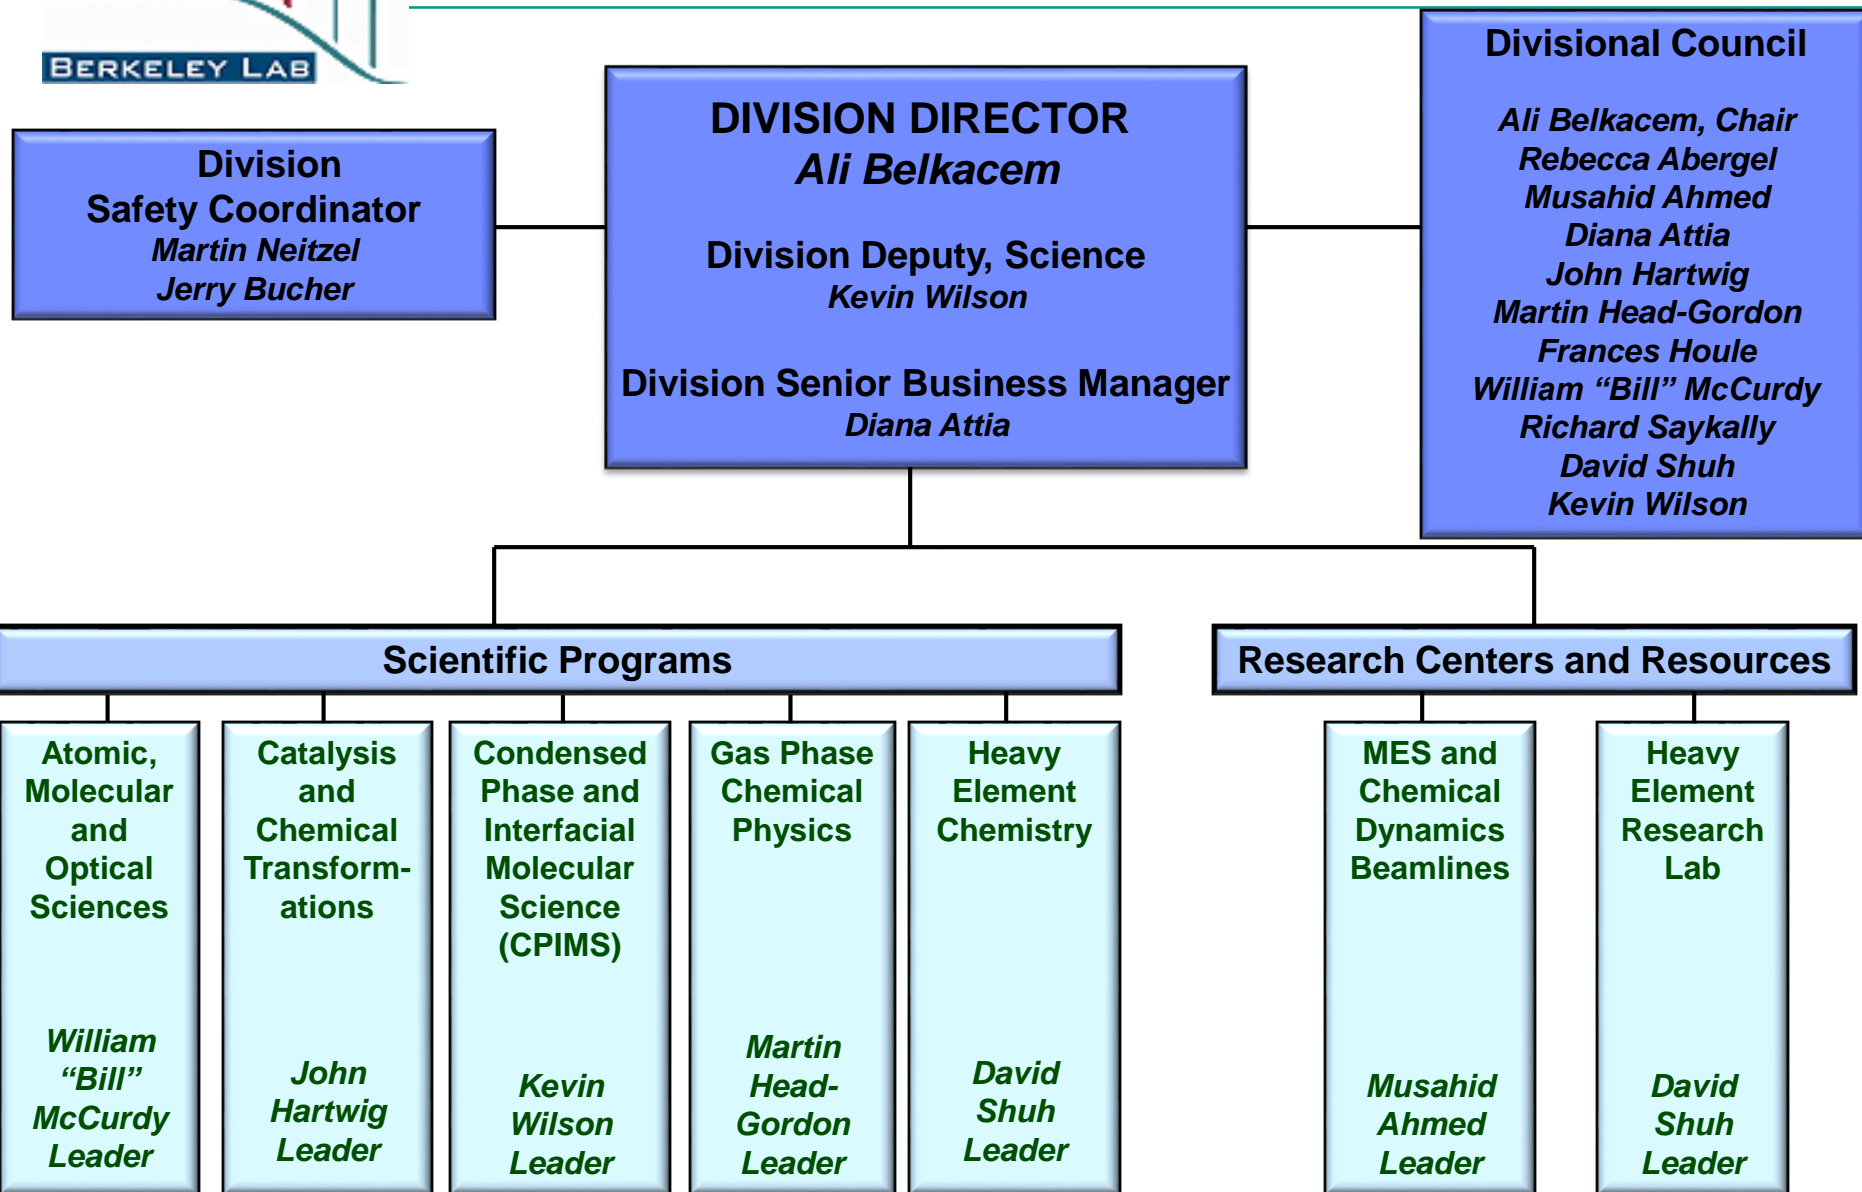 BERKELEY LAB
Division
Safety Coordinator
Martin Neitzel
Jerry Bucher
DIVISION DIRECTOR
Ali Belkacem
Division Deputy, Science
Kevin Wilson
Division Senior Business Manager
Diana Attia
Divisional Council
Ali Belkacem, Chair
Rebecca Abergel
Musahid Ahmed
Diana Attia
John Hartwig
Martin Head-Gordon
Frances Houle
William “Bill” McCurdy
Richard Saykally
David Shuh
Kevin Wilson
Scientific Programs
Atomic,
Molecular
and
Optical
Sciences
William
“Bill”
McCurdy
Leader
Catalysis
and
Chemical
Transform-
ations
John
Hartwig
Leader
Condensed
Phase and
Interfacial
Molecular
Science
(CPIMS)
Kevin
Wilson
Leader
Gas Phase
Chemical
Physics
Martin
Head-
Gordon
Leader
Heavy
Element
Chemistry
David
Shuh
Leader
Research Centers and Resources
MES and
Chemical
Dynamics
Beamlines
Musahid
Ahmed
Leader
Heavy
Element
Research
Lab
David
Shuh
Leader